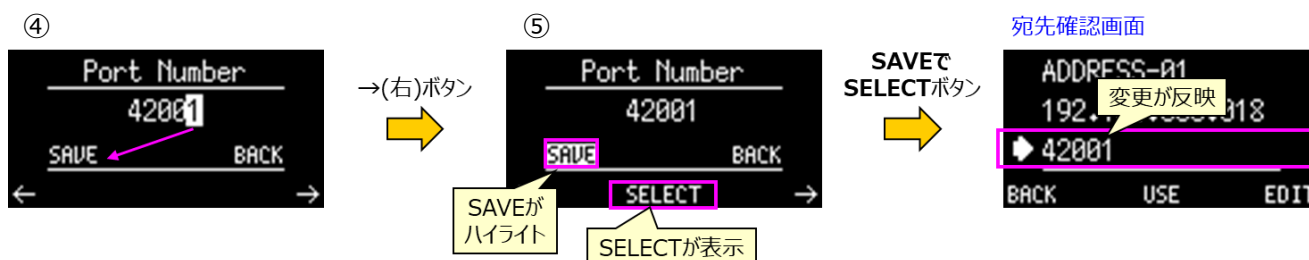 ④
Port Number
42001
SAVE BACK
← →
→(右)ボタン
⑤
Port Number
42001
SAVE BACK
SELECT →
SAVEが
ハイライト
SELECTが表示
SAVEで
SELECTボタン
宛先確認画面
ADDRESS-01
192. 018
変更が反映
42001
BACK USE EDIT